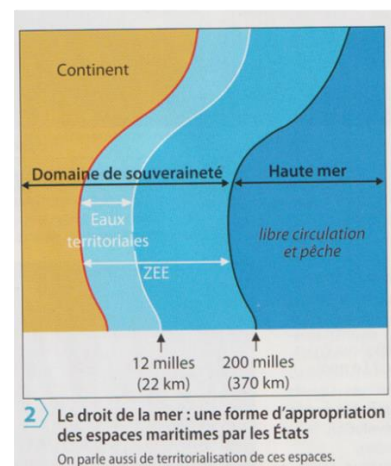 Continent
Domaine de souveraineté
Haute mer
Eaux
territoriales
libre circulation
et pêche
ZEE
12 milles
(22 km)
200 milles
(370 km)
2 Le droit de la mer : une forme d'appropriation
des espaces maritimes par les États
On parle aussi de territorialisation de ces espaces.